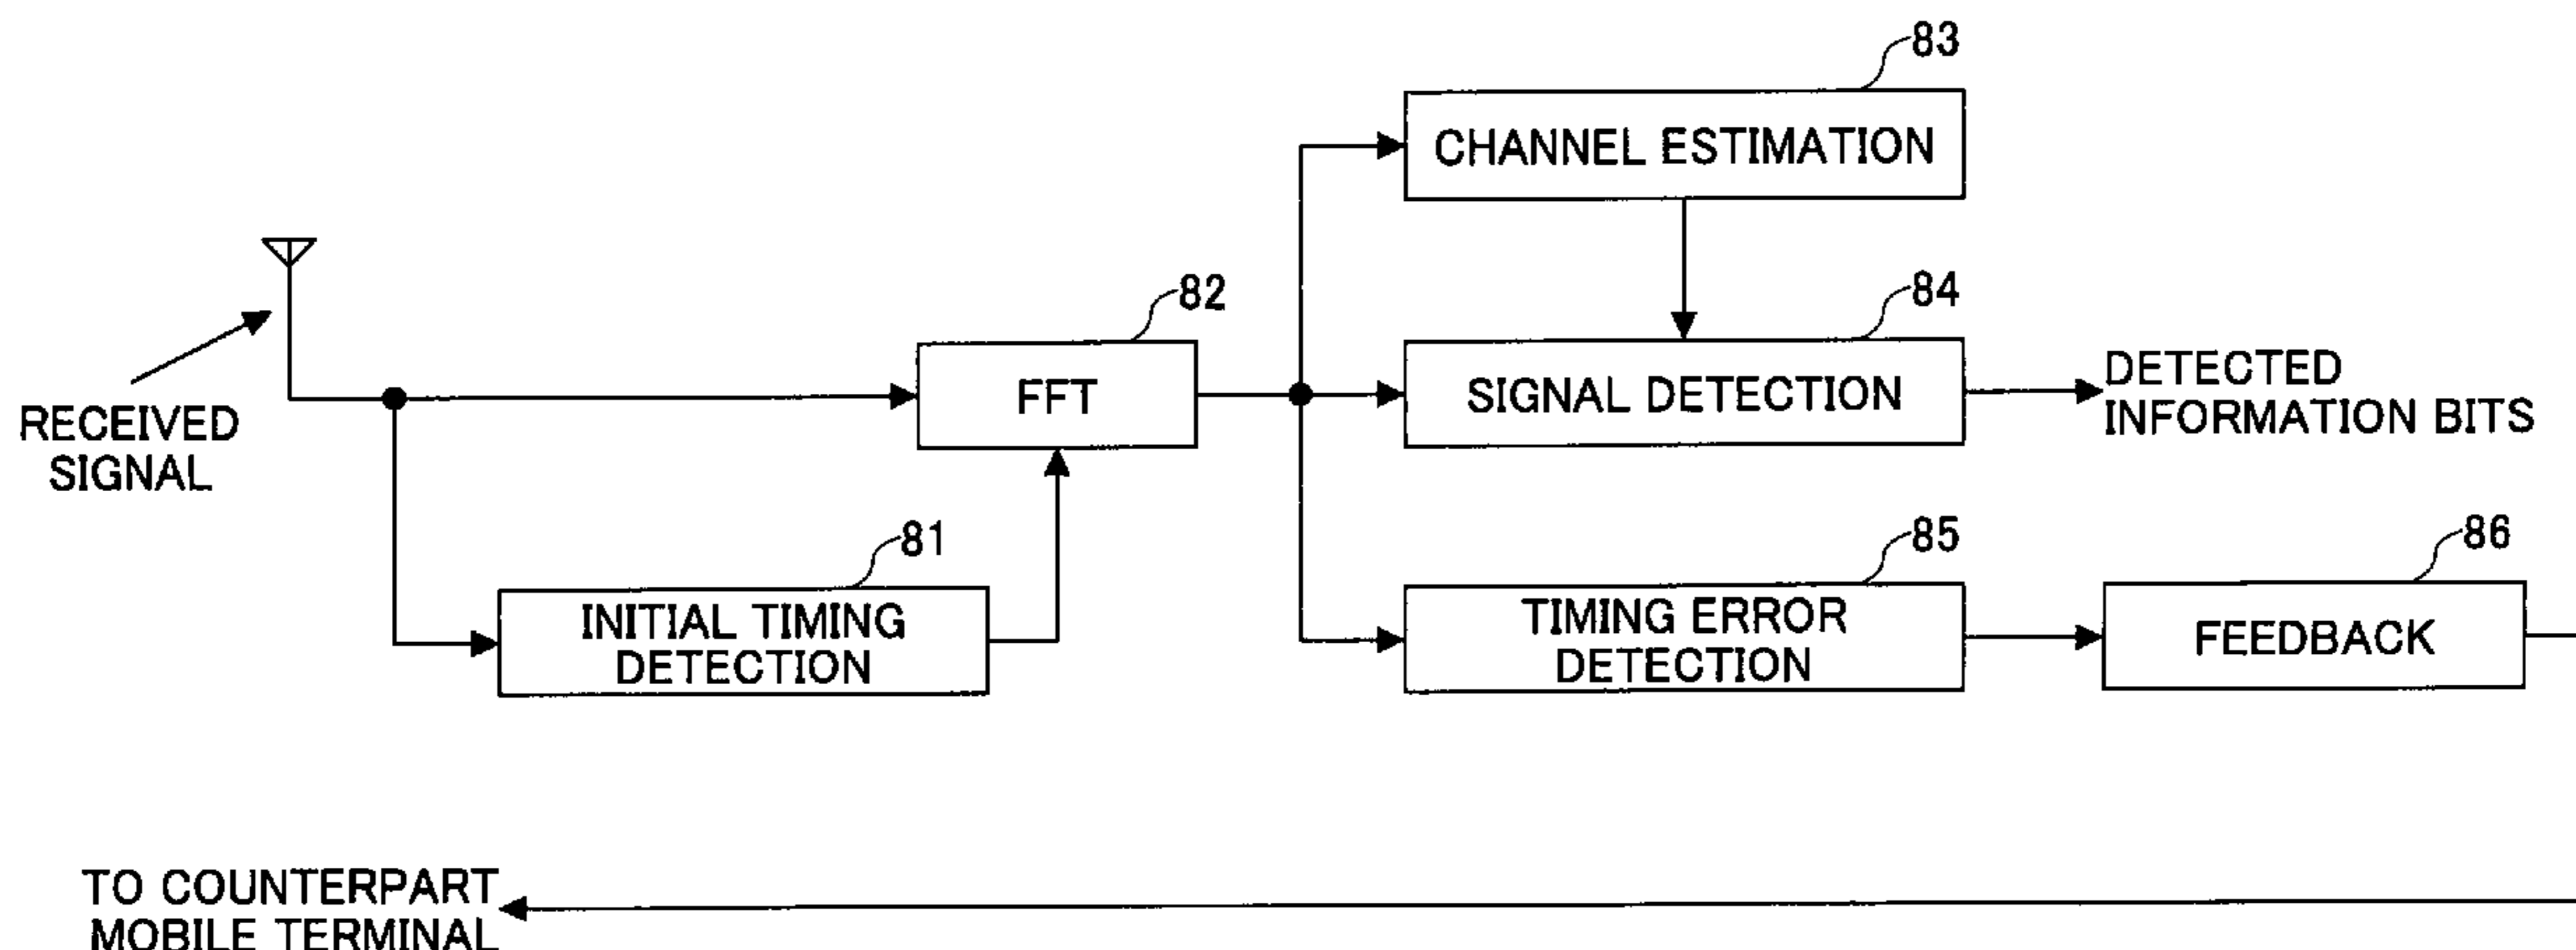 83
CHANNEL ESTIMATION
82
84
RECEIVED
SIGNAL
FFT
SIGNAL DETECTION
DETECTED
INFORMATION BITS
81
85
86
INITIAL TIMING
DETECTION
TIMING ERROR
DETECTION
FEEDBACK
TO COUNTERPART
MOBILE TERMINAL